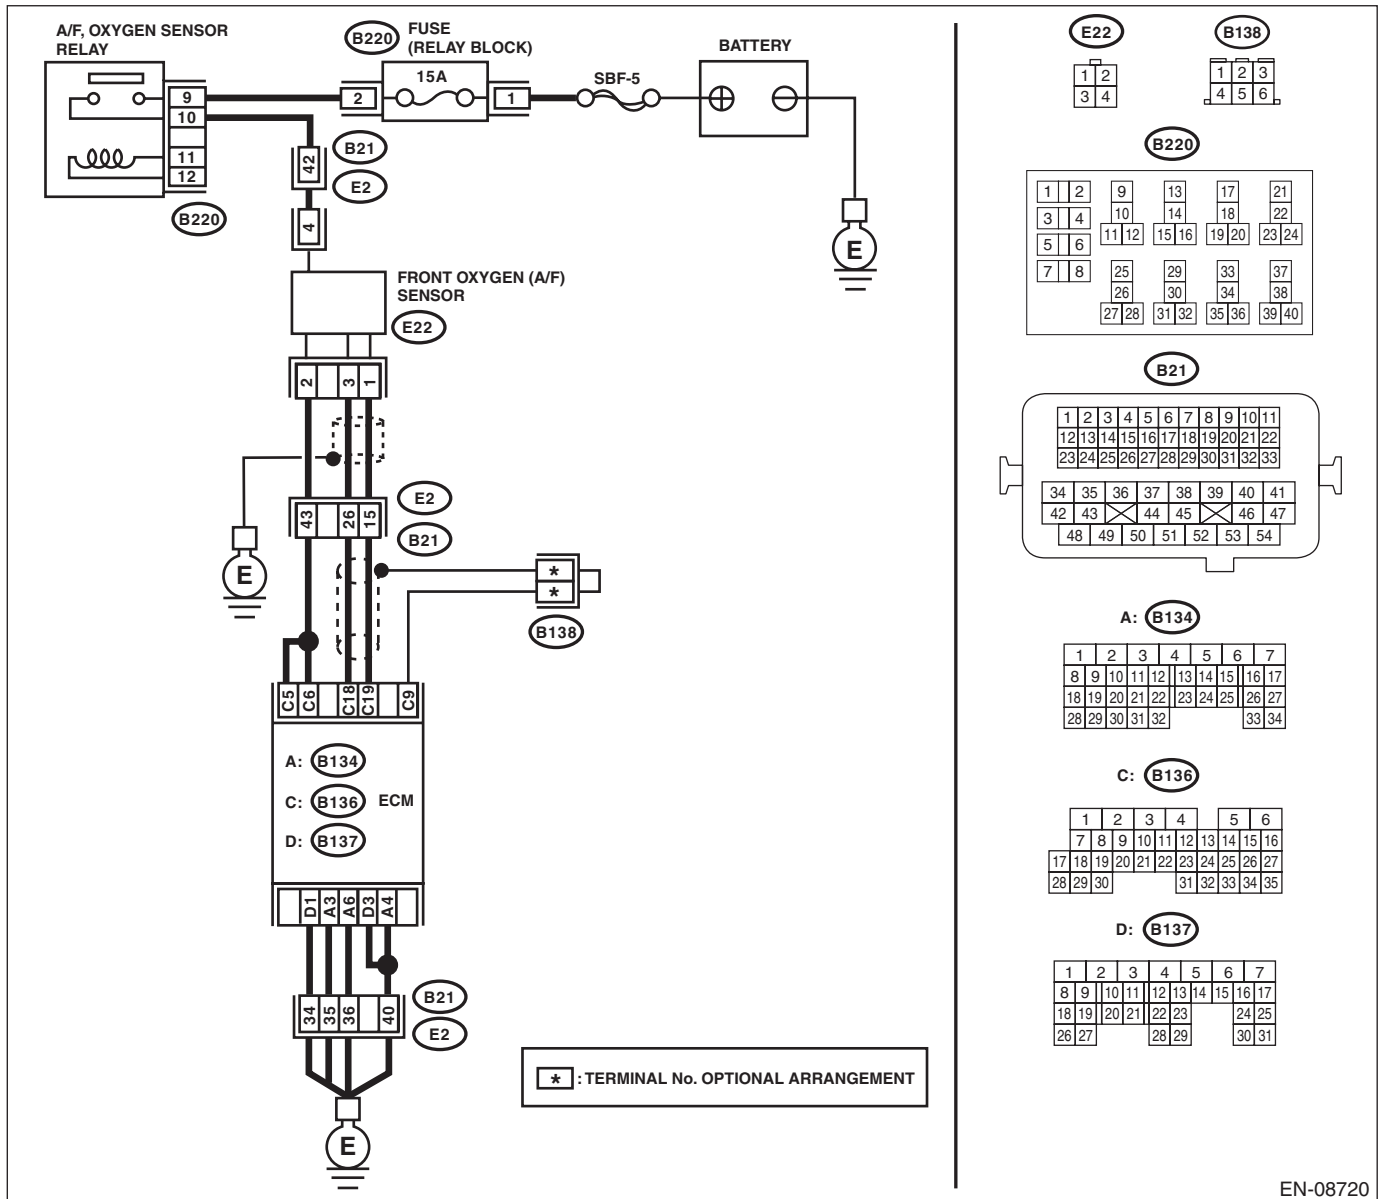 A/F, OXYGEN SENSOR
RELAY
B220
FUSE
(RELAY BLOCK)
15A
BATTERY
SBF-5
9
10
11
12
2
1
B220
42
B21
E2
4
E
FRONT OXYGEN (A/F)
SENSOR
E22
2
3
1
E2
43
26
15
B21
E
*
*
B138
C5
C6
C18
C19
C9
A: B134
C: B136 ECM
D: B137
D1
A3
A6
D3
A4
34
35
36
40
B21
E2
E
* : TERMINAL No. OPTIONAL ARRANGEMENT
E22
1 2
3 4
B138
1 2 3
4 5 6
B220
1 2 9 13 17 21
3 4 10 14 18 22
5 6 11 12 15 16 19 20 23 24
7 8 25 29 33 37
26 30 34 38
27 28 31 32 35 36 39 40
B21
1 2 3 4 5 6 7 8 9 10 11
12 13 14 15 16 17 18 19 20 21 22
23 24 25 26 27 28 29 30 31 32 33
34 35 36 37 38 39 40 41
42 43 44 45 46 47
48 49 50 51 52 53 54
A: B134
1 2 3 4 5 6 7
8 9 10 11 12 13 14 15 16 17
18 19 20 21 22 23 24 25 26 27
28 29 30 31 32 33 34
C: B136
1 2 3 4 5 6
7 8 9 10 11 12 13 14 15 16
17 18 19 20 21 22 23 24 25 26 27
28 29 30 31 32 33 34 35
D: B137
1 2 3 4 5 6 7
8 9 10 11 12 13 14 15 16 17
18 19 20 21 22 23 24 25
26 27 28 29 30 31
EN-08720